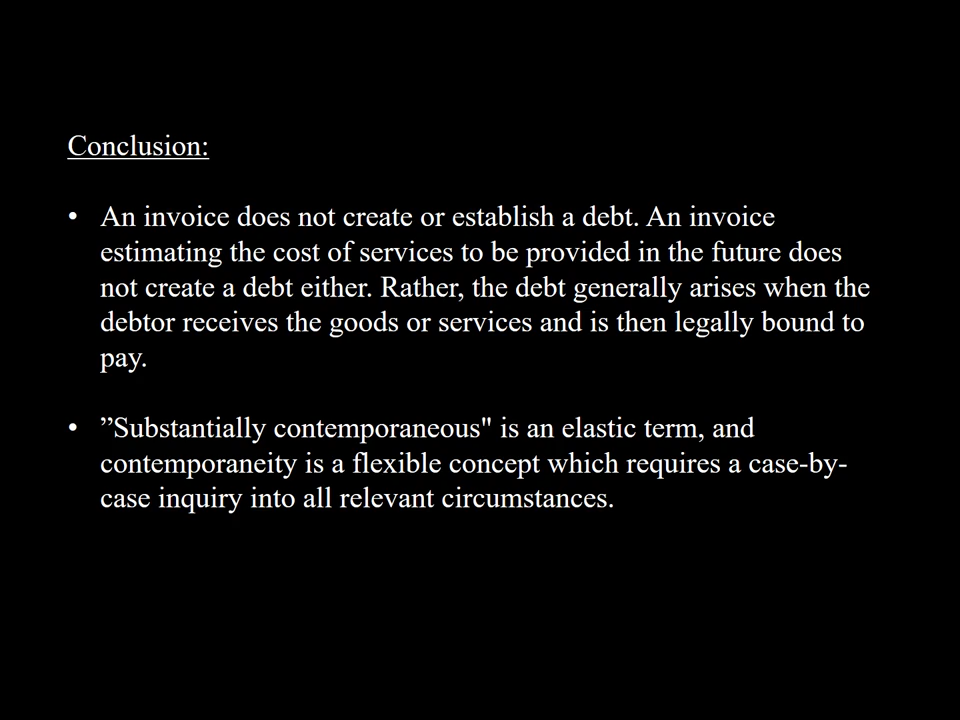 Conclusion:
• An invoice does not create or establish a debt. An invoice
estimating the cost of services to be provided in the future does
not create a debt either. Rather, the debt generally arises when the
debtor receives the goods or services and is then legally bound to
pay.
• ”Substantially contemporaneous" is an elastic term, and
contemporaneity is a flexible concept which requires a case-by-
case inquiry into all relevant circumstances.